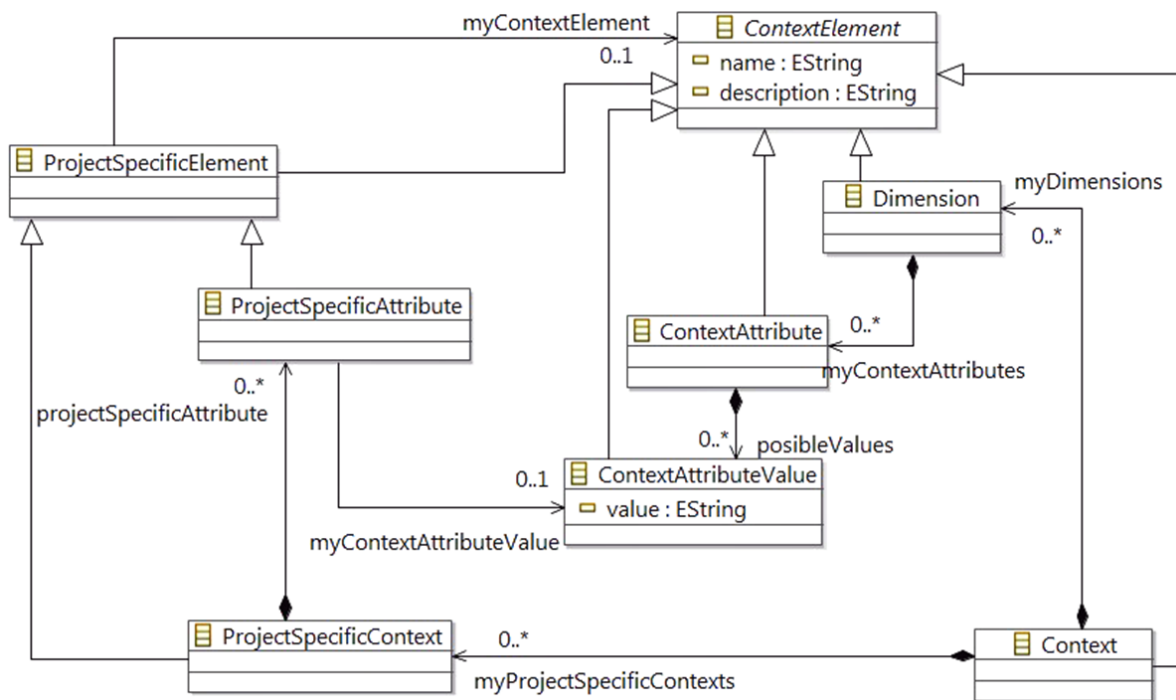 myContextElement
ContextElement
0..1
name : EString
description : EString
ProjectSpecificElement
Dimension
myDimensions
0..*
ProjectSpecificAttribute
ContextAttribute
0..*
myContextAttributes
0..*
projectSpecificAttribute
0..*
posibleValues
0..1
ContextAttributeValue
value : EString
myContextAttributeValue
ProjectSpecificContext
0..*
Context
myProjectSpecificContexts